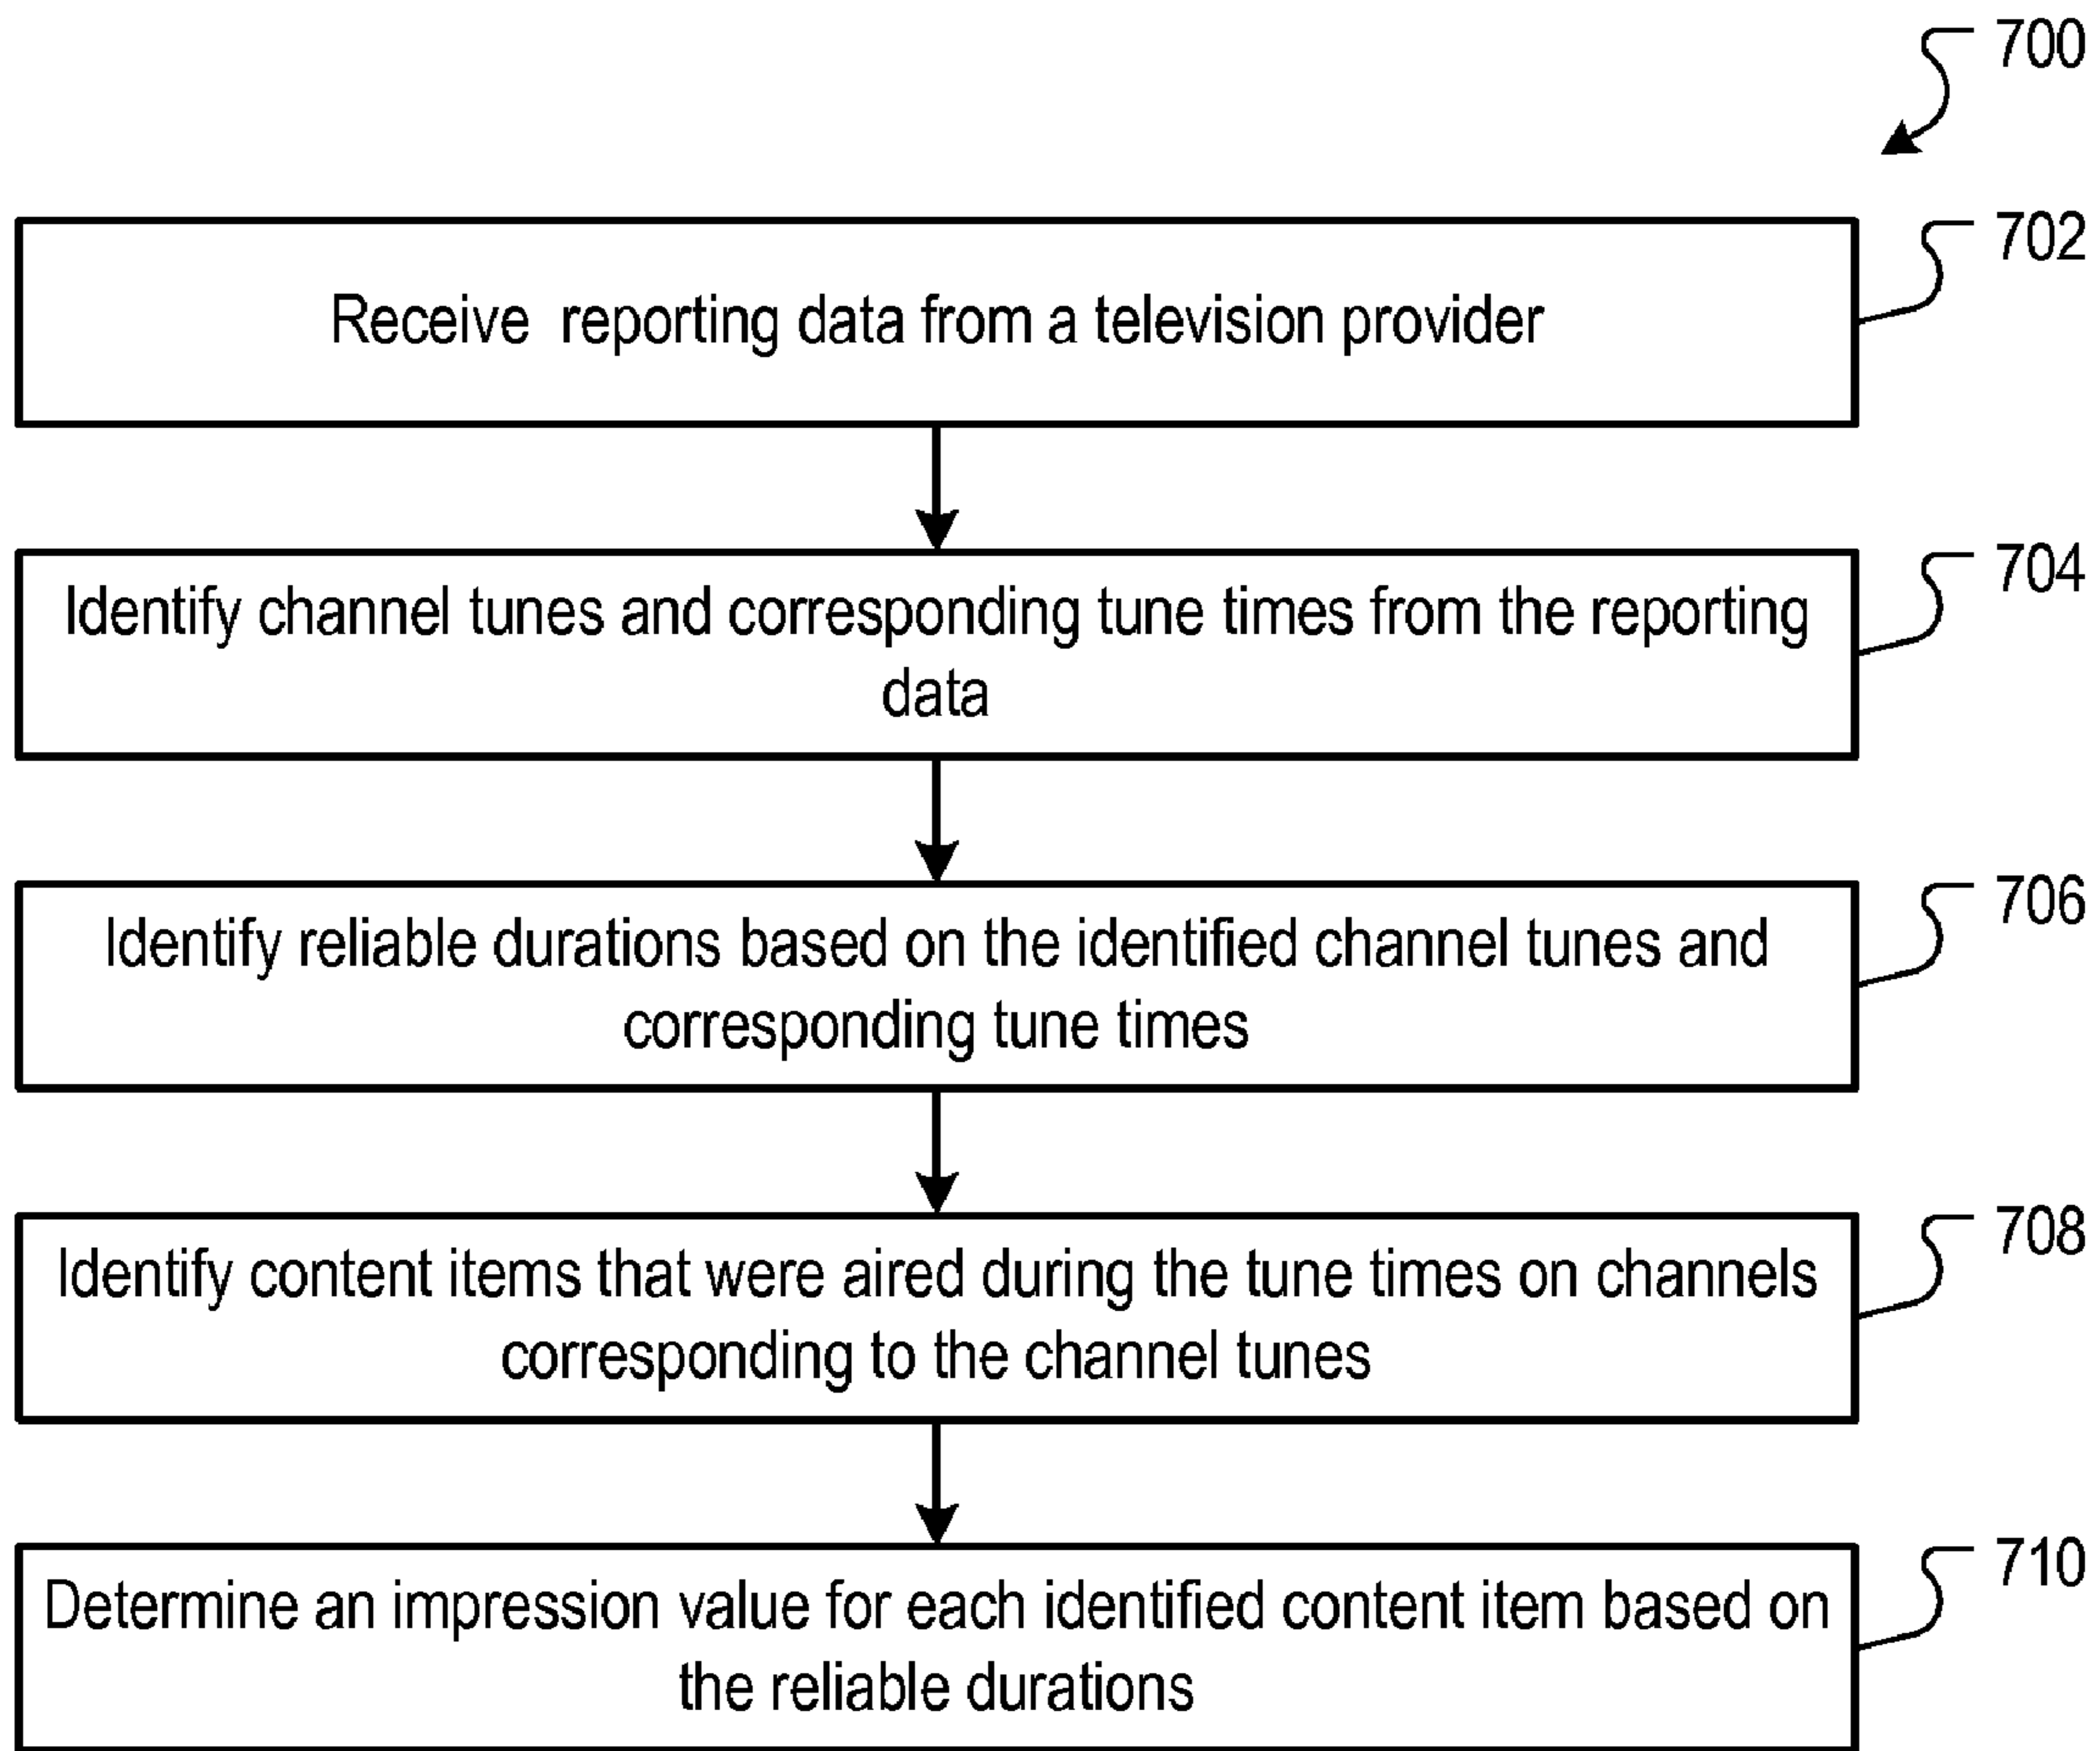 700
702
Receive reporting data from a television provider
704
Identify channel tunes and corresponding tune times from the reporting
data
706
Identify reliable durations based on the identified channel tunes and
corresponding tune times
708
Identify content items that were aired during the tune times on channels
corresponding to the channel tunes
710
Determine an impression value for each identified content item based on
the reliable durations